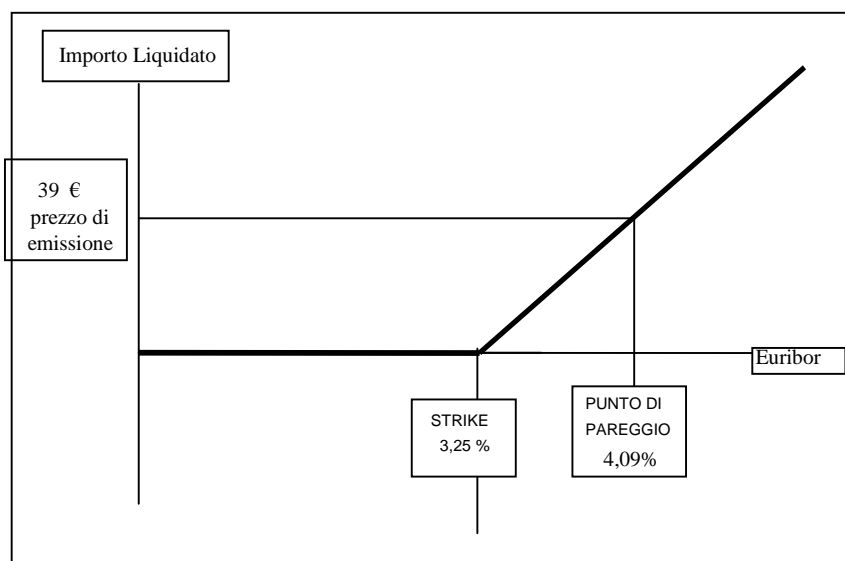 Importo Liquidato
39 €
prezzo di
emissione
Euribor
STRIKE
3,25 %
PUNTO DI
PAREGGIO
4,09%